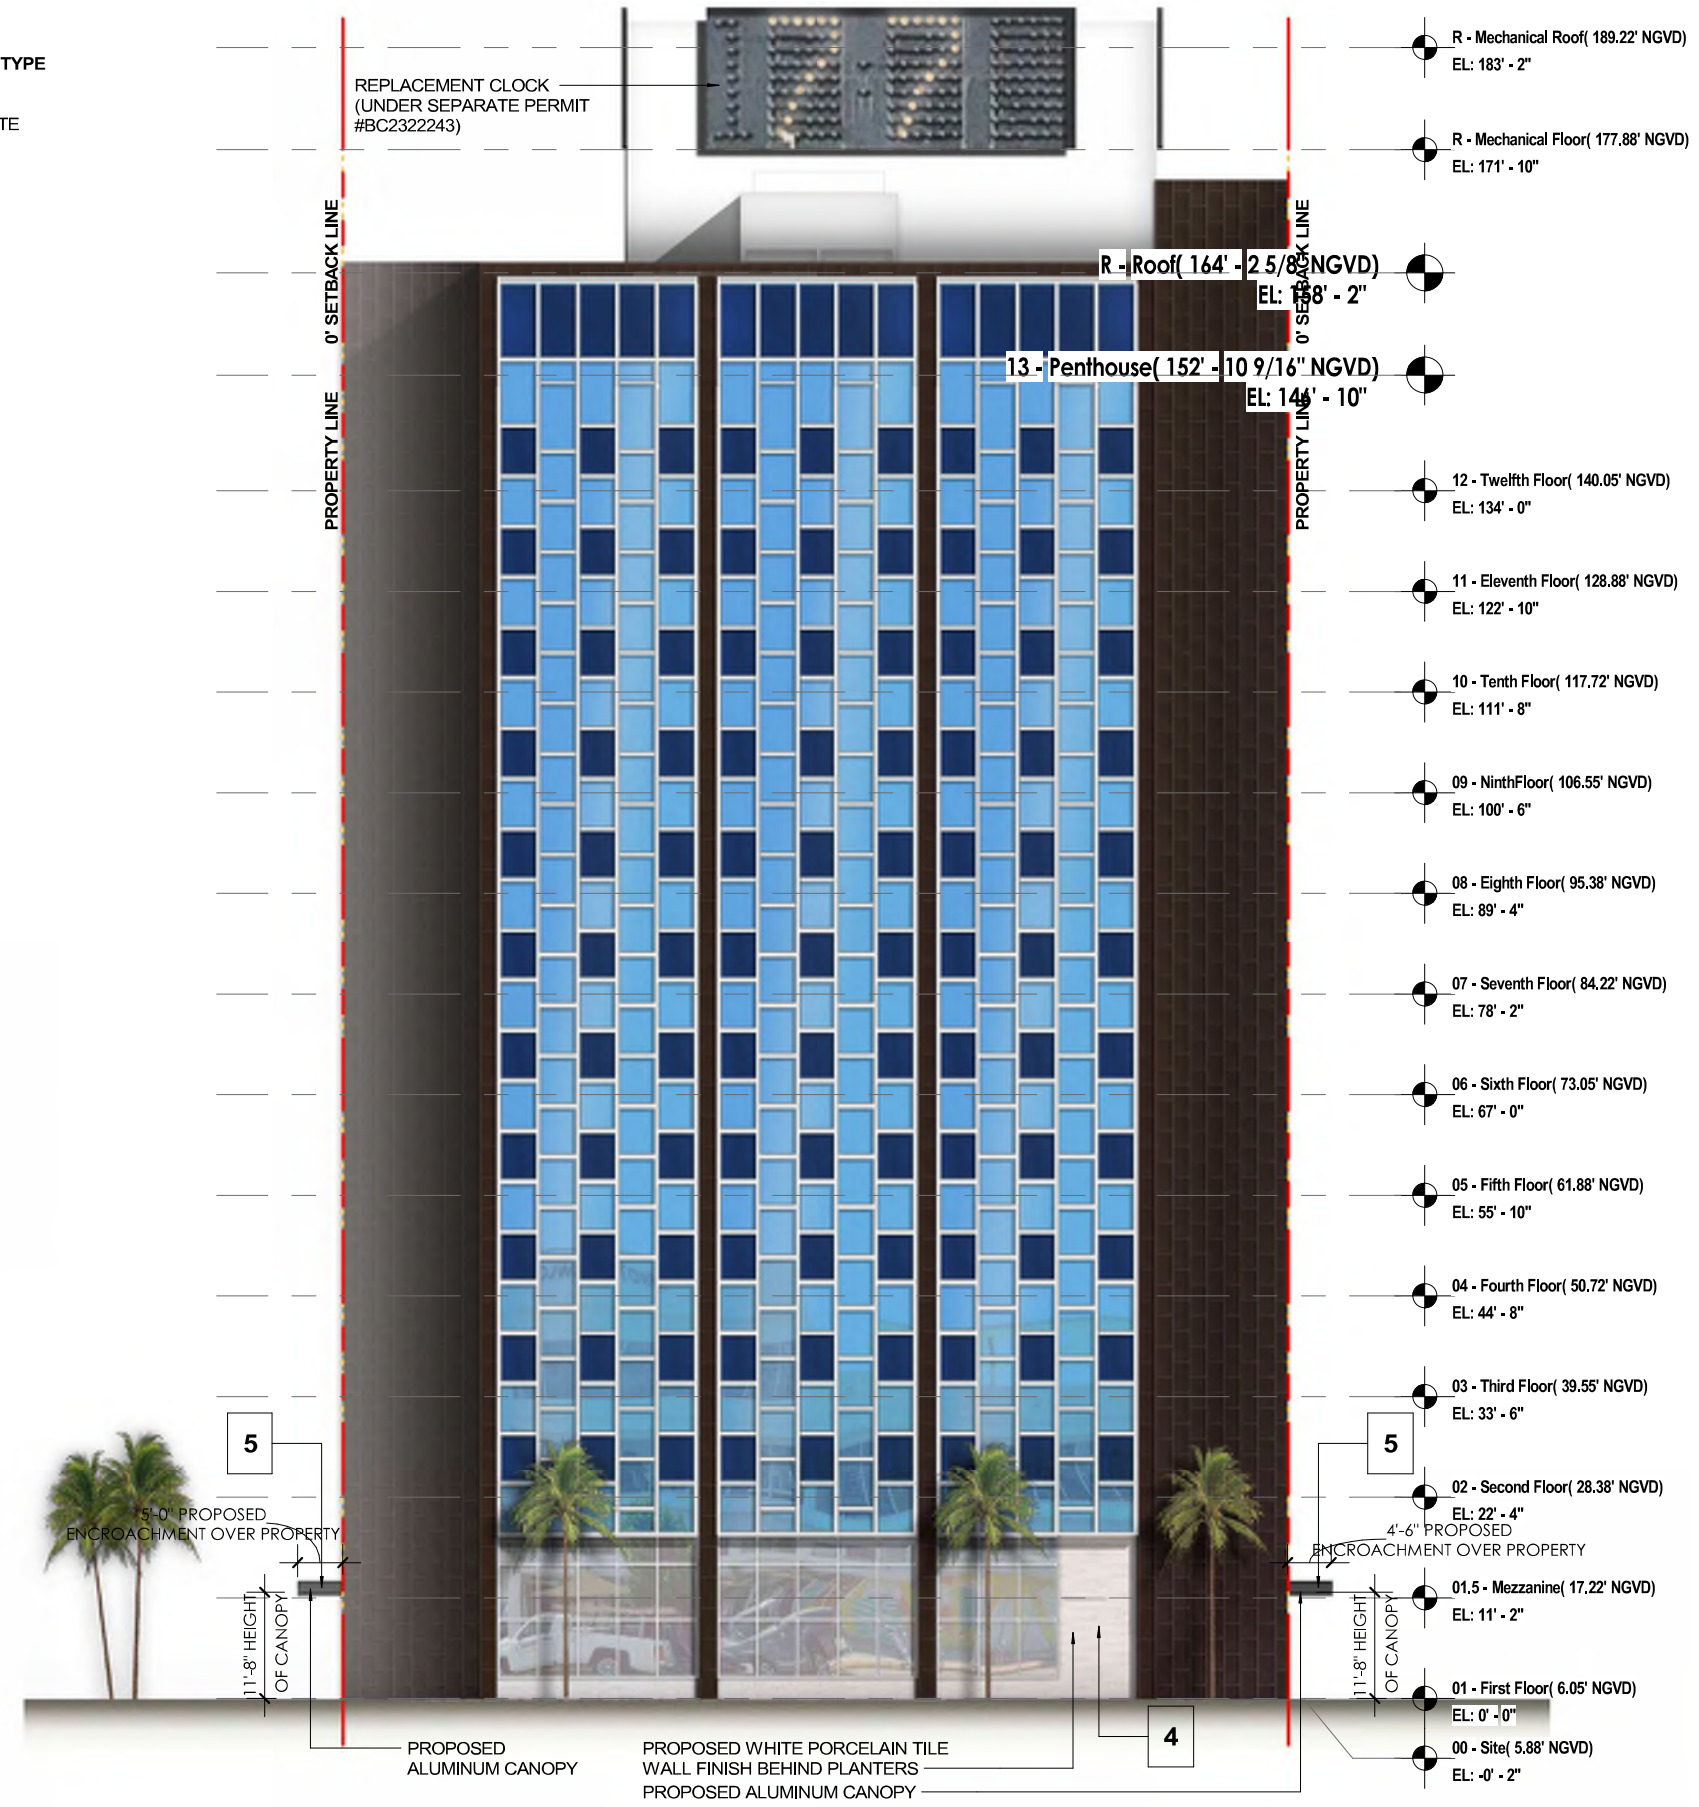 TYPE
TE
REPLACEMENT CLOCK
(UNDER SEPARATE PERMIT
#BC2322243)
R - Mechanical Roof( 189.22' NGVD)
EL: 183' - 2"
R - Mechanical Floor( 177.88' NGVD)
EL: 171' - 10"
0' SETBACK LINE
PROPERTY LINE
0' SETBACK LINE
PROPERTY LINE
R - Roof( 164' - 2 5/8" NGVD)
EL: 158' - 2"
13 - Penthouse( 152' - 10 9/16" NGVD)
EL: 146' - 10"
12 - Twelfth Floor( 140.05' NGVD)
EL: 134' - 0"
11 - Eleventh Floor( 128.88' NGVD)
EL: 122' - 10"
10 - Tenth Floor( 117.72' NGVD)
EL: 111' - 8"
09 - NinthFloor( 106.55' NGVD)
EL: 100' - 6"
08 - Eighth Floor( 95.38' NGVD)
EL: 89' - 4"
07 - Seventh Floor( 84.22' NGVD)
EL: 78' - 2"
06 - Sixth Floor( 73.05' NGVD)
EL: 67' - 0"
05 - Fifth Floor( 61.88' NGVD)
EL: 55' - 10"
04 - Fourth Floor( 50.72' NGVD)
EL: 44' - 8"
03 - Third Floor( 39.55' NGVD)
EL: 33' - 6"
5
5
02 - Second Floor( 28.38' NGVD)
EL: 22' - 4"
5'-0" PROPOSED
ENCROACHMENT OVER PROPERTY
4'-6" PROPOSED
ENCROACHMENT OVER PROPERTY
01.5 - Mezzanine( 17.22' NGVD)
EL: 11' - 2"
11'-8" HEIGHT
OF CANOPY
11'-8" HEIGHT
OF CANOPY
01 - First Floor( 6.05' NGVD)
EL: 0' - 0"
4
00 - Site( 5.88' NGVD)
EL: -0' - 2"
PROPOSED
ALUMINUM CANOPY
PROPOSED WHITE PORCELAIN TILE
WALL FINISH BEHIND PLANTERS
PROPOSED ALUMINUM CANOPY